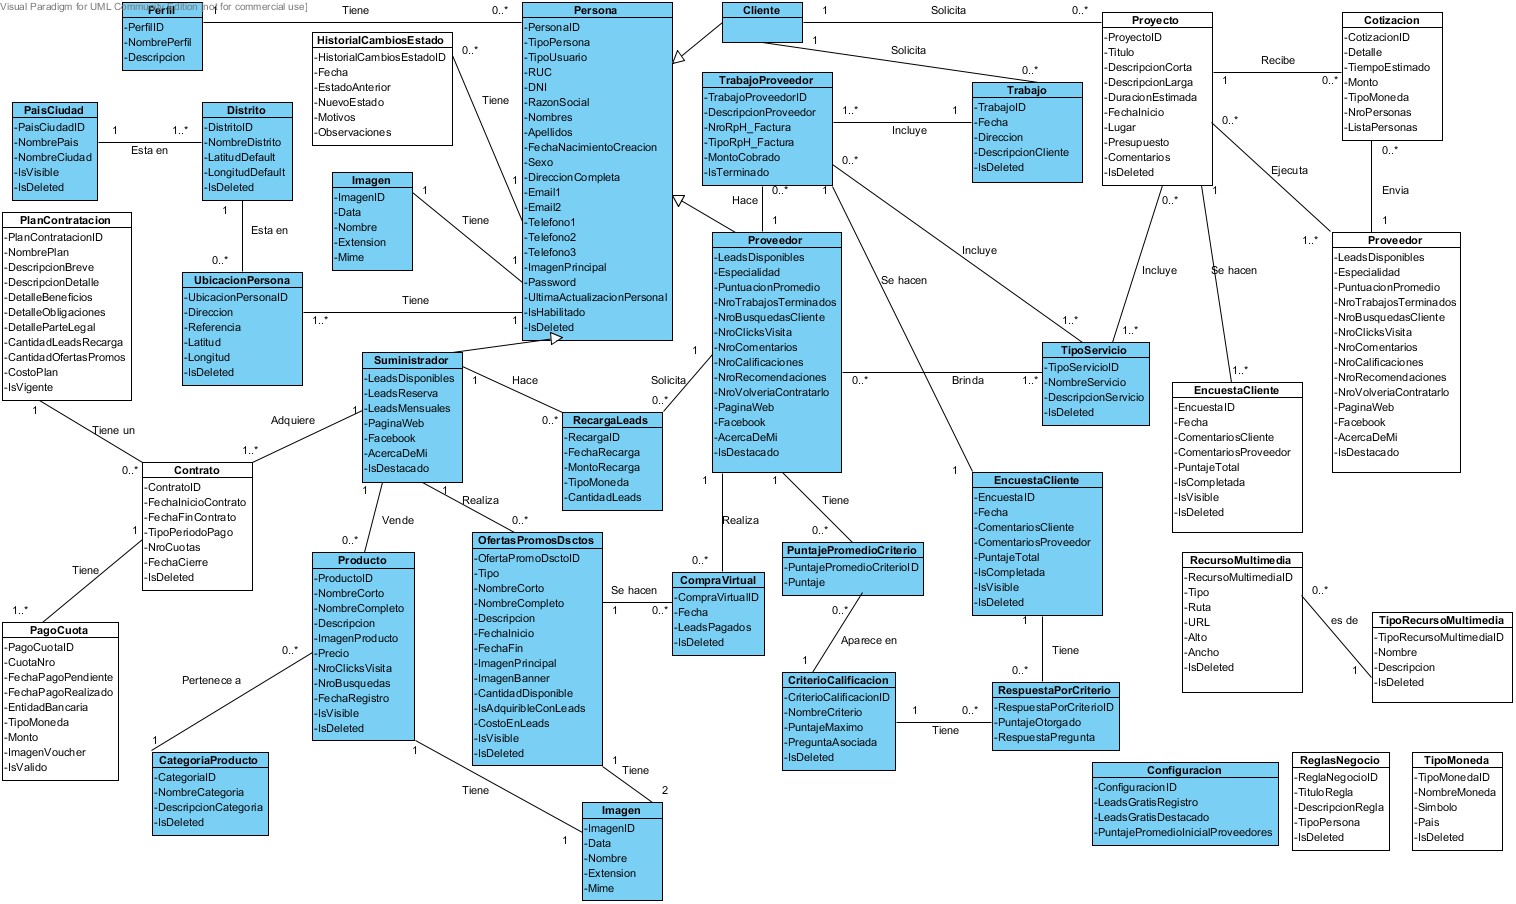 Visual Paradigm for UML Community Edition [not for commercial use]
Perfil
-PerfilID
-NombrePerfil
-Descripcion
1
Tiene
0..*
Persona
-PersonaID
-TipoPersona
-TipoUsuario
-RUC
-DNI
-RazonSocial
-Nombres
-Apellidos
-FechaNacimientoCreacion
-Sexo
-DireccionCompleta
-Email1
-Email2
-Telefono1
-Telefono2
-Telefono3
-ImagenPrincipal
-Password
-UltimaActualizacionPersonal
-IsHabilitado
-IsDeleted
Cliente
1
Solicita
0..*
1
Solicita
0..*
Proyecto
-ProyectoID
-Titulo
-DescripcionCorta
-DescripcionLarga
-DuracionEstimada
-FechaInicio
-Lugar
-Presupuesto
-Comentarios
-IsDeleted
1
Recibe
0..*
Cotizacion
-CotizacionID
-Detalle
-TiempoEstimado
-Monto
-TipoMoneda
-NroPersonas
-ListaPersonas
0..*
Envia
1
0..*
Ejecuta
1..*
HistorialCambiosEstado
-HistorialCambiosEstadoID
-Fecha
-EstadoAnterior
-NuevoEstado
-Motivos
-Observaciones
0..*
Tiene
1
TrabajoProveedor
-TrabajoProveedorID
-DescripcionProveedor
-NroRpH_Factura
-TipoRpH_Factura
-MontoCobrado
-IsTerminado
1..*
1
Incluye
Trabajo
-TrabajoID
-Fecha
-Direccion
-DescripcionCliente
-IsDeleted
PaisCiudad
-PaisCiudadID
-NombrePais
-NombreCiudad
-IsVisible
-IsDeleted
1
1..*
Esta en
Distrito
-DistritoID
-NombreDistrito
-LatitudDefault
-LongitudDefault
-IsDeleted
1
Esta en
0..*
Imagen
-ImagenID
-Data
-Nombre
-Extension
-Mime
1
Tiene
1
0..*
Hace
1
0..*
Incluye
1..*
1
Se hacen
1
0..*
Incluye
1..*
1
Se hacen
1..*
PlanContratacion
-PlanContratacionID
-NombrePlan
-DescripcionBreve
-DescripcionDetalle
-DetalleBeneficios
-DetalleObligaciones
-DetalleParteLegal
-CantidadLeadsRecarga
-CantidadOfertasPromos
-CostoPlan
-IsVigente
1
Tiene un
0..*
UbicacionPersona
-UbicacionPersonaID
-Direccion
-Referencia
-Latitud
-Longitud
-IsDeleted
1..*
Tiene
1
Proveedor
-LeadsDisponibles
-Especialidad
-PuntuacionPromedio
-NroTrabajosTerminados
-NroBusquedasCliente
-NroClicksVisita
-NroComentarios
-NroCalificaciones
-NroRecomendaciones
-NroVolveriaContratarlo
-PaginaWeb
-Facebook
-AcercaDeMi
-IsDestacado
Proveedor
-LeadsDisponibles
-Especialidad
-PuntuacionPromedio
-NroTrabajosTerminados
-NroBusquedasCliente
-NroClicksVisita
-NroComentarios
-NroCalificaciones
-NroRecomendaciones
-NroVolveriaContratarlo
-PaginaWeb
-Facebook
-AcercaDeMi
-IsDestacado
0..*
Brinda
1..*
TipoServicio
-TipoServicioID
-NombreServicio
-DescripcionServicio
-IsDeleted
Suministrador
-LeadsDisponibles
-LeadsReserva
-LeadsMensuales
-PaginaWeb
-Facebook
-AcercaDeMi
-IsDestacado
1
Hace
0..*
1
Solicita
0..*
RecargaLeads
-RecargaID
-FechaRecarga
-MontoRecarga
-TipoMoneda
-CantidadLeads
1
Adquiere
1..*
EncuestaCliente
-EncuestaID
-Fecha
-ComentariosCliente
-ComentariosProveedor
-PuntajeTotal
-IsCompletada
-IsVisible
-IsDeleted
Contrato
-ContratoID
-FechaInicioContrato
-FechaFinContrato
-TipoPeriodoPago
-NroCuotas
-FechaCierre
-IsDeleted
1
Tiene
1..*
EncuestaCliente
-EncuestaID
-Fecha
-ComentariosCliente
-ComentariosProveedor
-PuntajeTotal
-IsCompletada
-IsVisible
-IsDeleted
1
Tiene
0..*
1
Vende
0..*
1
Realiza
0..*
1
Realiza
0..*
1
Tiene
0..*
Producto
-ProductoID
-NombreCorto
-NombreCompleto
-Descripcion
-ImagenProducto
-Precio
-NroClicksVisita
-NroBusquedas
-FechaRegistro
-IsVisible
-IsDeleted
OfertasPromosDsctos
-OfertaPromoDsctoID
-Tipo
-NombreCorto
-NombreCompleto
-Descripcion
-FechaInicio
-FechaFin
-ImagenPrincipal
-ImagenBanner
-CantidadDisponible
-IsAdquiribleConLeads
-CostoEnLeads
-IsVisible
-IsDeleted
Se hacen
1
0..*
CompraVirtual
-CompraVirtualID
-Fecha
-LeadsPagados
-IsDeleted
PuntajePromedioCriterio
-PuntajePromedioCriterioID
-Puntaje
0..*
Aparece en
1
RecursoMultimedia
-RecursoMultimediaID
-Tipo
-Ruta
-URL
-Alto
-Ancho
-IsDeleted
0..*
es de
1
TipoRecursoMultimedia
-TipoRecursoMultimediaID
-Nombre
-Descripcion
-IsDeleted
PagoCuota
-PagoCuotaID
-CuotaNro
-FechaPagoPendiente
-FechaPagoRealizado
-EntidadBancaria
-TipoMoneda
-Monto
-ImagenVoucher
-IsValido
0..*
Pertenece a
1
CategoriaProducto
-CategoriaID
-NombreCategoria
-DescripcionCategoria
-IsDeleted
CriterioCalificacion
-CriterioCalificacionID
-NombreCriterio
-PuntajeMaximo
-PreguntaAsociada
-IsDeleted
1
0..*
Tiene
RespuestaPorCriterio
-RespuestaPorCriterioID
-PuntajeOtorgado
-RespuestaPregunta
1
Tiene
1
1
Tiene
2
Imagen
-ImagenID
-Data
-Nombre
-Extension
-Mime
Configuracion
-ConfiguracionID
-LeadsGratisRegistro
-LeadsGratisDestacado
-PuntajePromedioInicialProveedores
ReglasNegocio
-ReglaNegocioID
-TituloRegla
-DescripcionRegla
-TipoPersona
-IsDeleted
TipoMoneda
-TipoMonedaID
-NombreMoneda
-Simbolo
-Pais
-IsDeleted